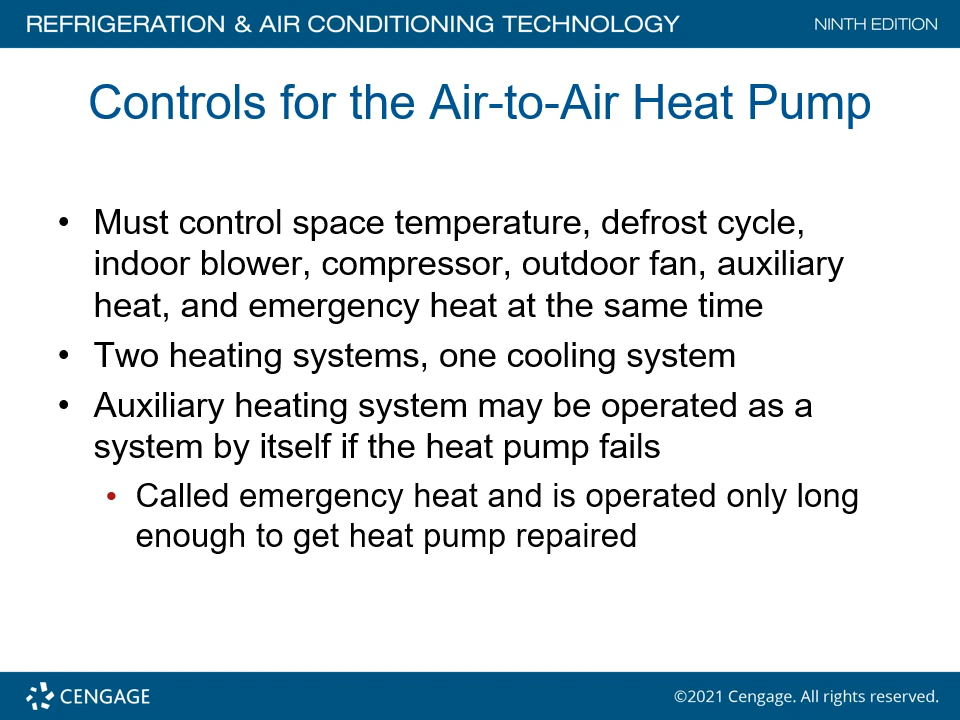 REFRIGERATION & AIR CONDITIONING TECHNOLOGY
NINTH EDITION
Controls for the Air-to-Air Heat Pump
• Must control space temperature, defrost cycle,
indoor blower, compressor, outdoor fan, auxiliary
heat, and emergency heat at the same time
• Two heating systems, one cooling system
• Auxiliary heating system may be operated as a
system by itself if the heat pump fails
• Called emergency heat and is operated only long
enough to get heat pump repaired
CENGAGE
©2021 Cengage. All rights reserved.